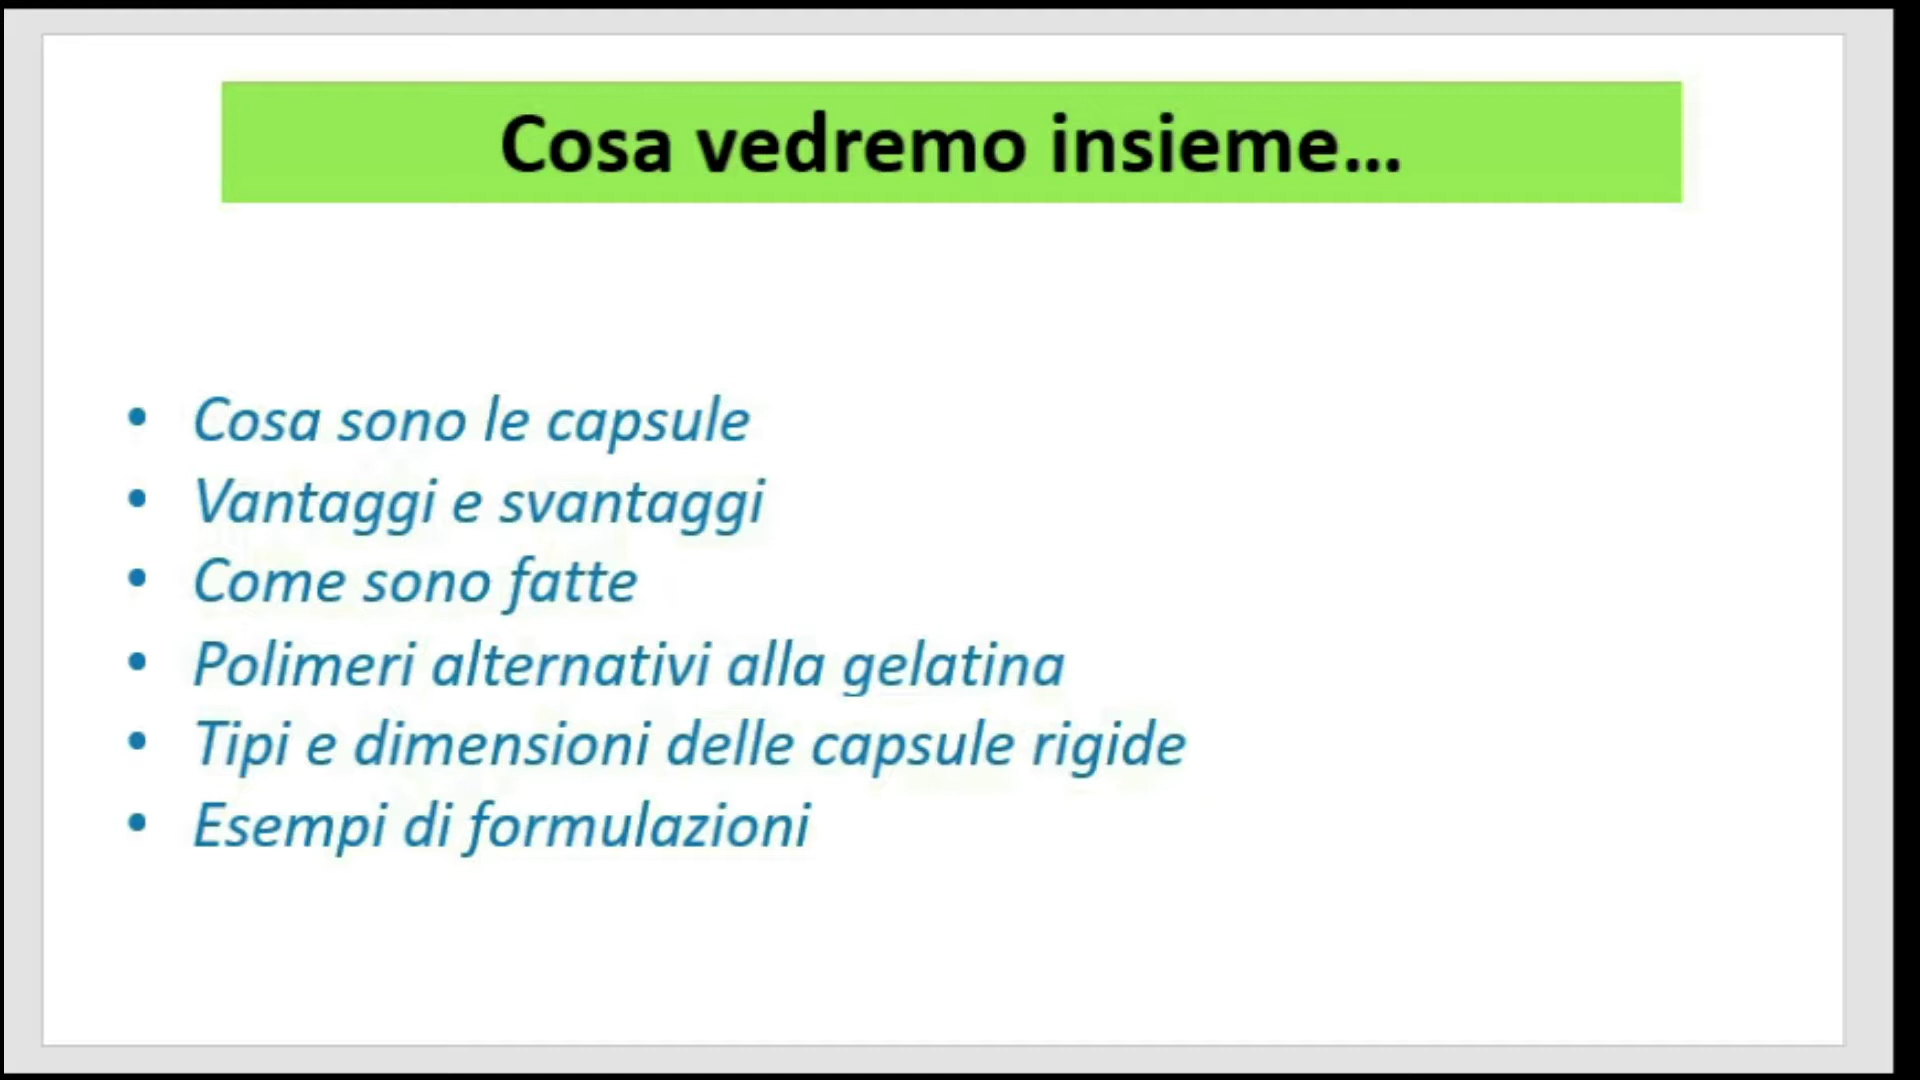 Cosa vedremo insieme...
• Cosa sono le capsule
• Vantaggi e svantaggi
• Come sono fatte
• Polimeri alternativi alla gelatina
• Tipi e dimensioni delle capsule rigide
• Esempi di formulazioni